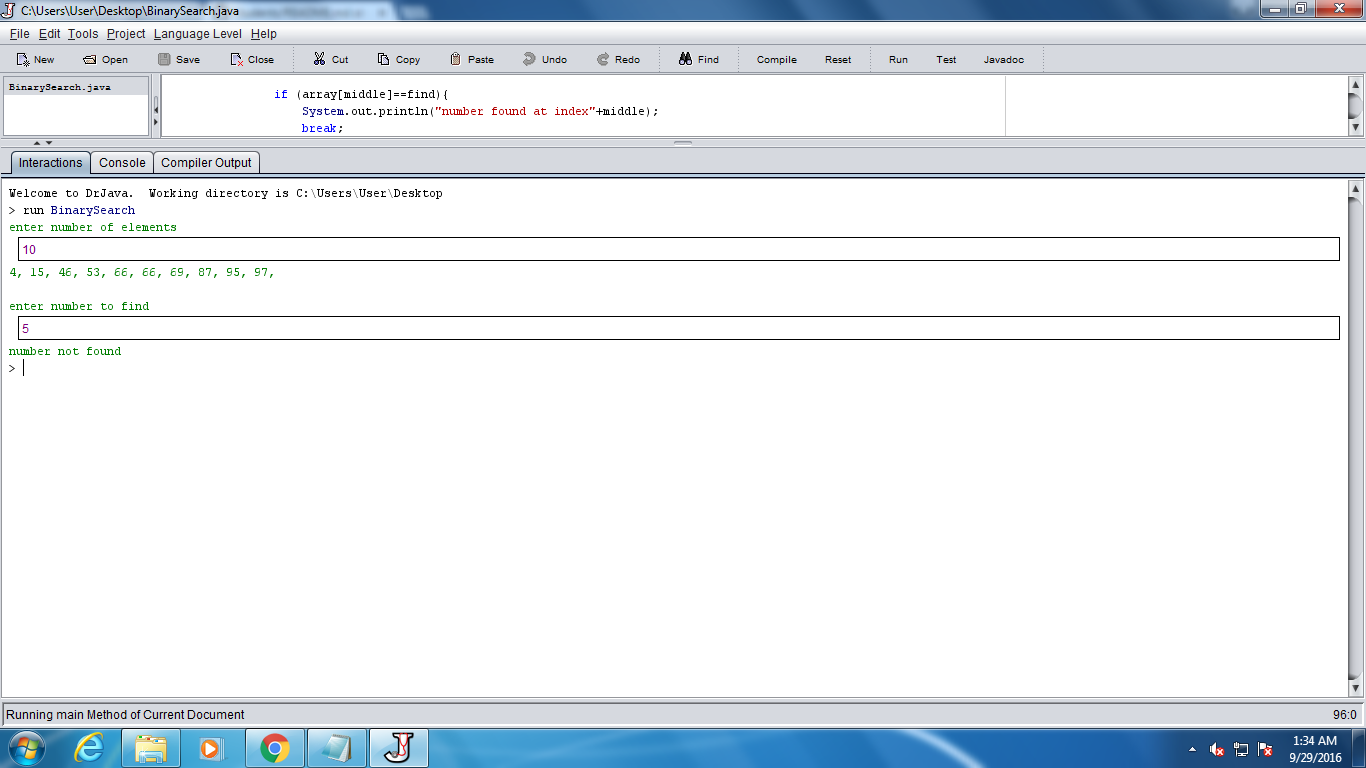 C:\Users\User\Desktop\BinarySearch.java
File Edit Tools Project Language Level Help
New Open Save Close Cut Copy Paste Undo Redo Find Compile Reset Run Test Javadoc
BinarySearch.java
if (array[middle]==find){
System.out.println("number found at index"+middle);
break;
Interactions Console Compiler Output
Welcome to DrJava.  Working directory is C:\Users\User\Desktop
> run BinarySearch
enter number of elements
10
4, 15, 46, 53, 66, 66, 69, 87, 95, 97,
enter number to find
5
number not found
>
Running main Method of Current Document 96:0
1:34 AM
9/29/2016